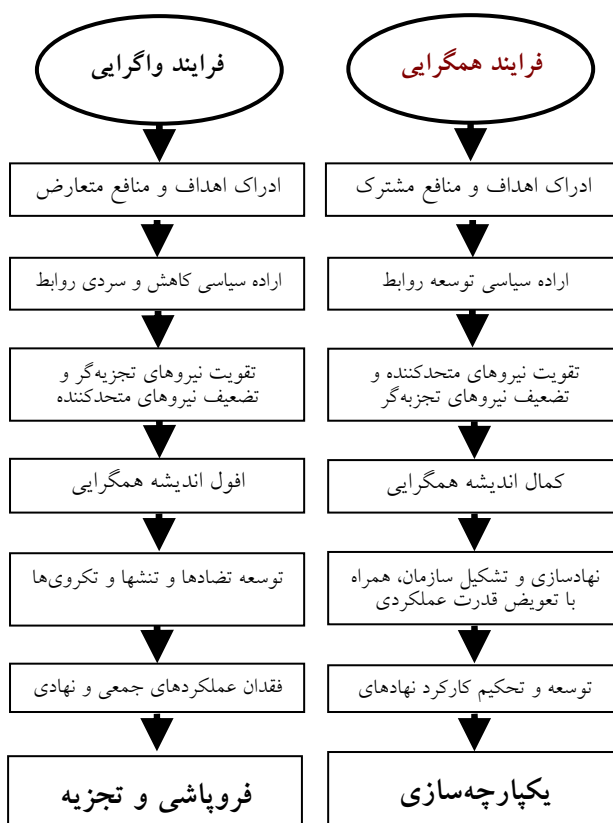 فرایند همگرایی
ادراک اهداف و منافع مشترک
اراده سیاسی توسعه روابط
تقویت نیروهای متحدکننده و
تضعیف نیروهای تجزیه‌گر
کمال اندیشه همگرایی
نهادسازی و تشکیل سازمان، همراه
با تعویض قدرت عملکردی
توسعه و تحکیم کارکرد نهادهای
یکپارچه‌سازی
فرایند واگرایی
ادراک اهداف و منافع متعارض
اراده سیاسی کاهش و سردی روابط
تقویت نیروهای تجزیه‌گر و
تضعیف نیروهای متحدکننده
افول اندیشه همگرایی
توسعه تضادها و تنشها و تکروی‌ها
فقدان عملکردهای جمعی و نهادی
فروپاشی و تجزیه